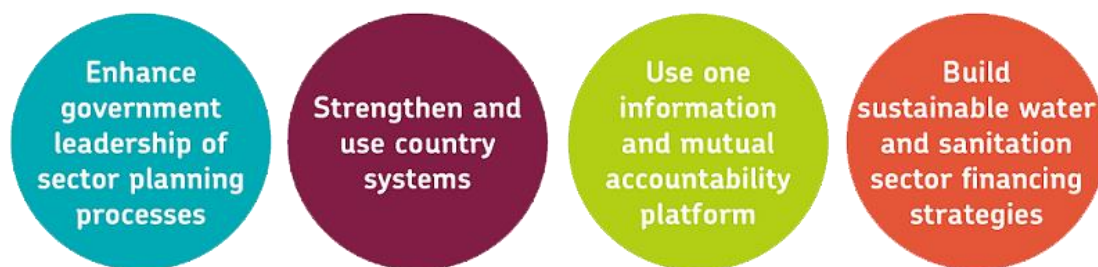 Enhance
government
leadership of
sector planning
processes
Strengthen and
use country
systems
Use one
information
and mutual
accountability
platform
Build
sustainable water
and sanitation
sector financing
strategies